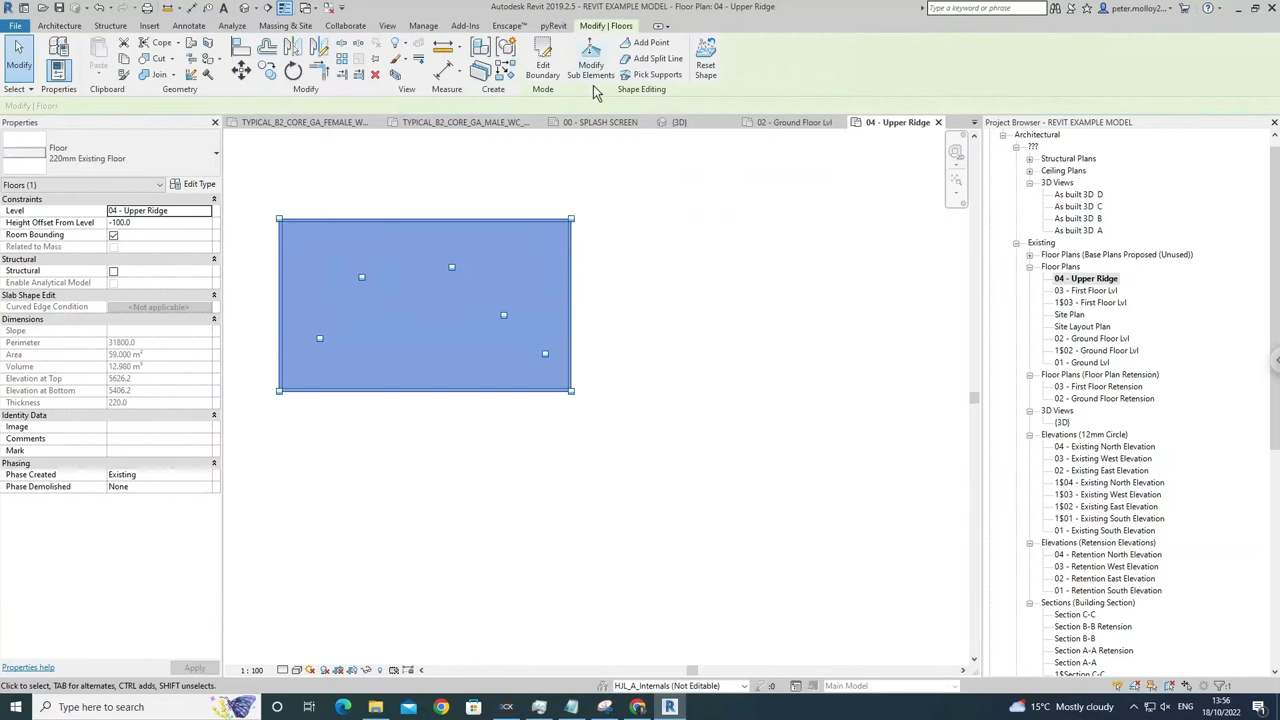 Autodesk Revit 2019.2.5 - REVIT EXAMPLE MODEL - Floor Plan: 04 - Upper Ridge
Type a keyword or phrase
peter.molloy2...
File Architecture Structure Steel Systems Insert Annotate Analyze Massing & Site Collaborate View Manage Add-Ins Enscape™ pyRevit Modify | Floors
Modify
Paste
Cope
Cut
Join
Edit Boundary
Modify Sub Elements
Add Point
Add Split Line
Pick Supports
Reset Shape
Select Properties Clipboard Geometry Modify View Measure Create Mode Shape Editing
Modify | Floors
Properties
TYPICAL_B2_CORE_GA_FEMALE_W...
TYPICAL_B2_CORE_GA_MALE_WC_...
00 - SPLASH SCREEN
{3D}
02 - Ground Floor Lvl
04 - Upper Ridge
Project Browser - REVIT EXAMPLE MODEL
Floor
220mm Existing Floor
Floors (1)
Edit Type
Constraints
Level 04 - Upper Ridge
Height Offset From Level -100.0
Room Bounding
Related to Mass
Structural
Structural
Enable Analytical Model
Slab Shape Edit
Curved Edge Condition <Not applicable>
Dimensions
Slope
Perimeter 31800.0
Area 59.000 m²
Volume 12.980 m³
Elevation at Top 5626.2
Elevation at Bottom 5406.2
Thickness 220.0
Identity Data
Image
Comments
Mark
Phasing
Phase Created Existing
Phase Demolished None
Properties help
Apply
Architectural
???
Structural Plans
Ceiling Plans
3D Views
As built 3D D
As built 3D C
As built 3D B
As built 3D A
Existing
Floor Plans (Base Plans Proposed (Unused))
Floor Plans
04 - Upper Ridge
03 - First Floor Lvl
1$03 - First Floor Lvl
Site Plan
Site Layout Plan
02 - Ground Floor Lvl
1$02 - Ground Floor Lvl
01 - Ground Lvl
Floor Plans (Floor Plan Retension)
03 - First Floor Retension
02 - Ground Floor Retension
3D Views
{3D}
Elevations (12mm Circle)
04 - Existing North Elevation
03 - Existing West Elevation
02 - Existing East Elevation
1$04 - Existing North Elevation
1$03 - Existing West Elevation
1$02 - Existing East Elevation
1$01 - Existing South Elevation
01 - Existing South Elevation
Elevations (Retension Elevations)
04 - Retension North Elevation
03 - Retension West Elevation
02 - Retension East Elevation
01 - Retension South Elevation
Sections (Building Section)
Section C-C
Section B-B Retension
Section B-B
Section A-A Retension
Section A-A
1 : 100
Click to select, TAB for alternates, CTRL adds, SHIFT unselects.
HJL_A_Internals (Not Editable)
:0
Main Model
:1
Type here to search
15°C Mostly cloudy
13:56
18/10/2022